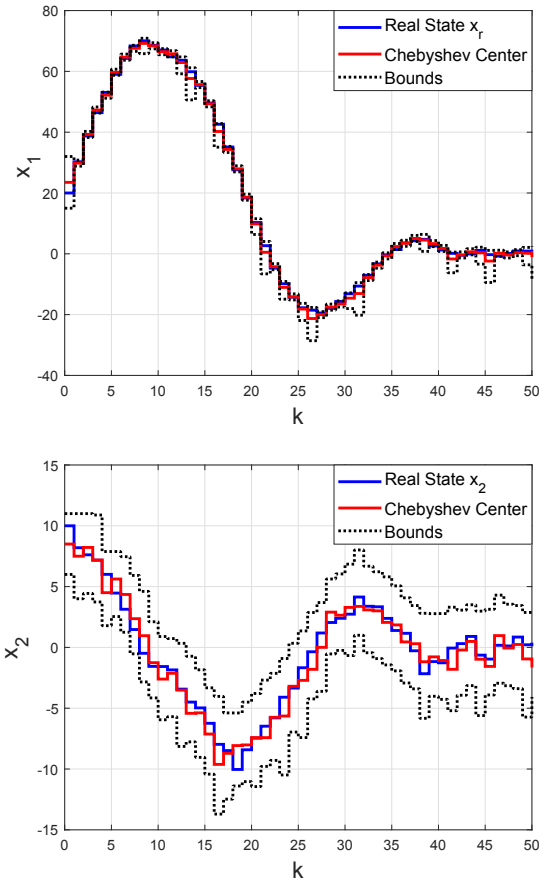 80
60
40
20
0
-20
-40
x_1
0 5 10 15 20 25 30 35 40 45 50
k
Real State x_r
Chebyshev Center
Bounds
15
10
5
0
-5
-10
-15
x_2
0 5 10 15 20 25 30 35 40 45 50
k
Real State x_2
Chebyshev Center
Bounds